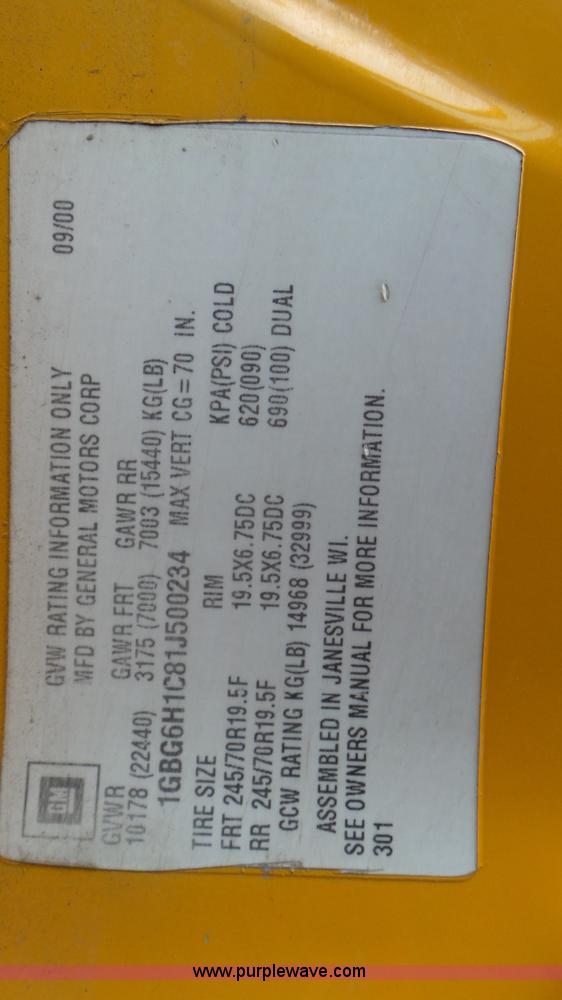 GVW RATING INFORMATION ONLY 09/00
MFD BY GENERAL MOTORS CORP
GM
GVWR GAWR FRT GAWR RR
10178 (22440) 3175 (7000) 7003 (15440) KG(LB)
1GBG6H1C81J500234 MAX VERT CG=70 IN.
TIRE SIZE RIM KPA(PSI) COLD
FRT 245/70R19.5F 19.5X6.75DC 620(090)
RR 245/70R19.5F 19.5X6.75DC 690(100) DUAL
GCW RATING KG(LB) 14968 (32999)
ASSEMBLED IN JANESVILLE WI.
SEE OWNERS MANUAL FOR MORE INFORMATION.
301
www.purplewave.com